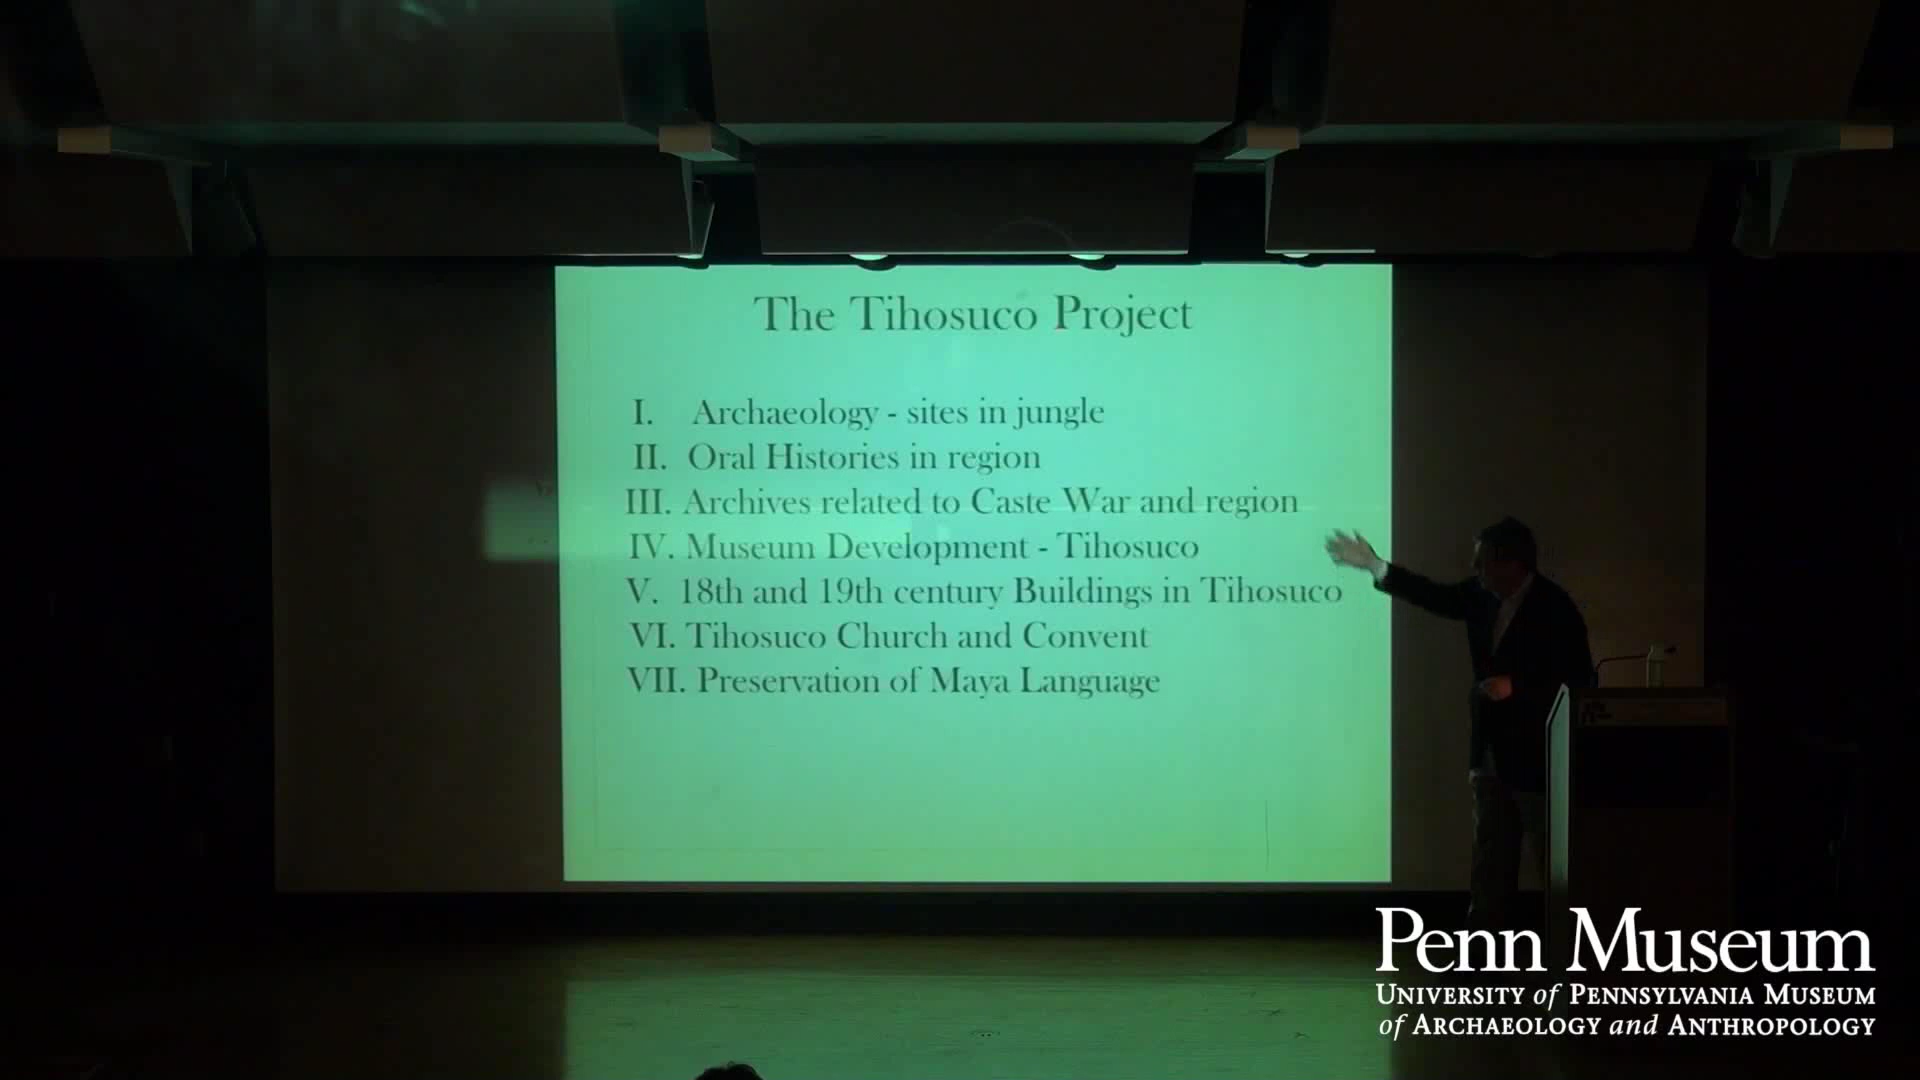 The Tihosuco Project
I. Archaeology - sites in jungle
II. Oral Histories in region
III. Archives related to Caste War and region
IV. Museum Development - Tihosuco
V. 18th and 19th century Buildings in Tihosuco
VI. Tihosuco Church and Convent
VII. Preservation of Maya Language
Penn Museum
UNIVERSITY of PENNSYLVANIA MUSEUM
of ARCHAEOLOGY and ANTHROPOLOGY